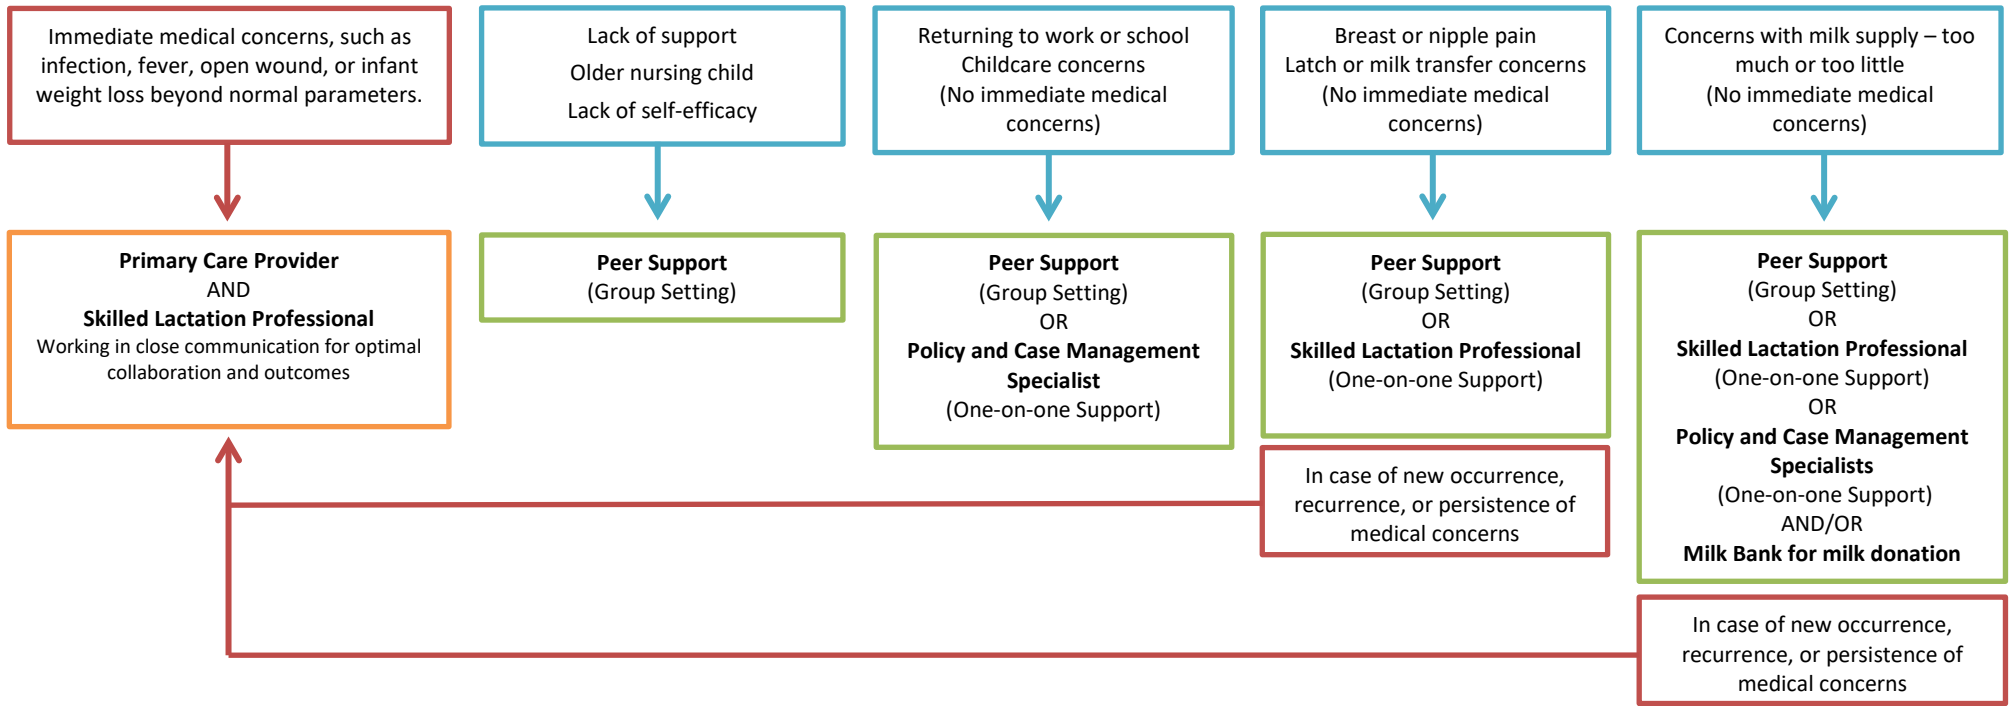 Immediate medical concerns, such as
infection, fever, open wound, or infant
weight loss beyond normal parameters.
Lack of support
Older nursing child
Lack of self-efficacy
Returning to work or school
Childcare concerns
(No immediate medical
concerns)
Breast or nipple pain
Latch or milk transfer concerns
(No immediate medical
concerns)
Concerns with milk supply – too
much or too little
(No immediate medical
concerns)
Primary Care Provider
AND
Skilled Lactation Professional
Working in close communication for optimal
collaboration and outcomes
Peer Support
(Group Setting)
Peer Support
(Group Setting)
OR
Policy and Case Management
Specialist
(One-on-one Support)
Peer Support
(Group Setting)
OR
Skilled Lactation Professional
(One-on-one Support)
Peer Support
(Group Setting)
OR
Skilled Lactation Professional
(One-on-one Support)
OR
Policy and Case Management
Specialists
(One-on-one Support)
AND/OR
Milk Bank for milk donation
In case of new occurrence,
recurrence, or persistence of
medical concerns
In case of new occurrence,
recurrence, or persistence of
medical concerns